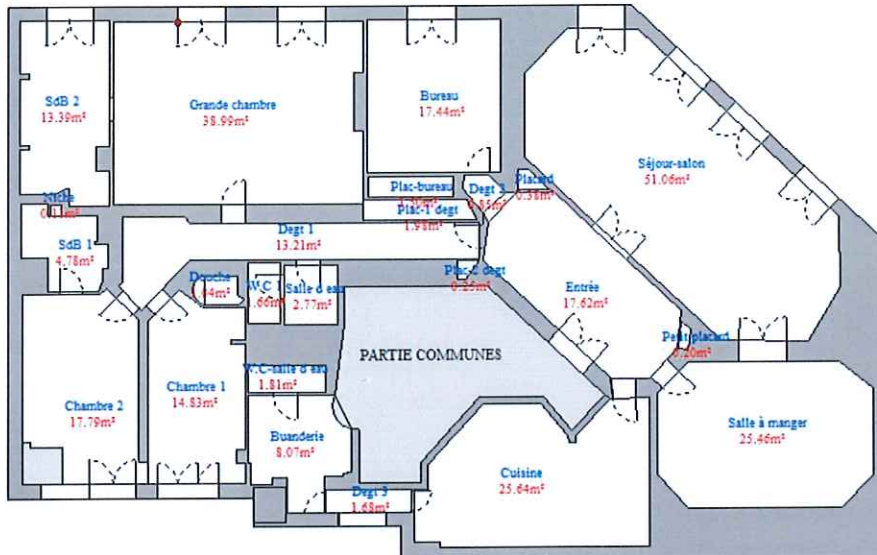 SdB 2
13.39m²
Grande chambre
38.99m²
Bureau
17.44m²
Séjour-salon
51.06m²
Plac-bureau
Degt 2
Placard
0.38m²
Niche
0.11m²
Plac-1 degt
1.98m²
SdB 1
4.78m²
Degt 1
13.21m²
Plac-2 degt
0.25m²
Entrée
17.62m²
Douche
W.C 1
1.66m²
Salle d eau
2.77m²
Petit placard
0.20m²
PARTIE COMMUNES
W.C-salle d eau
1.81m²
Chambre 2
17.79m²
Chambre 1
14.83m²
Buanderie
8.07m²
Salle à manger
25.46m²
Cuisine
25.64m²
Degt 3
1.68m²